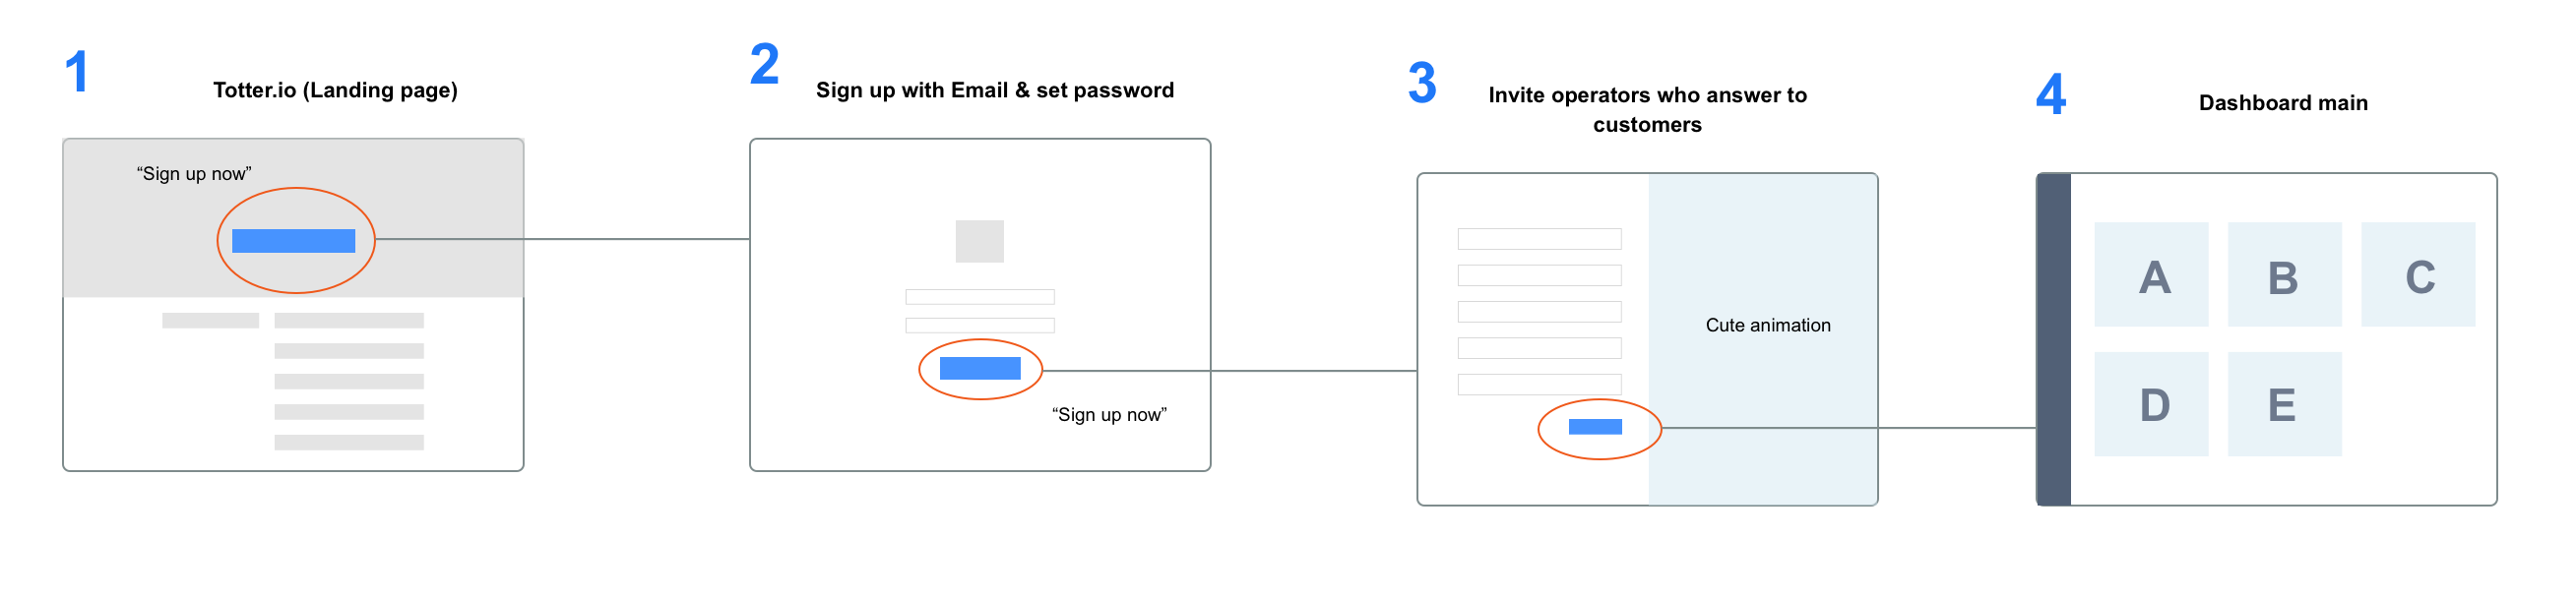 1
Totter.io (Landing page)
“Sign up now”
2
Sign up with Email & set password
“Sign up now”
3
Invite operators who answer to
customers
Cute animation
4
Dashboard main
A B C
D E